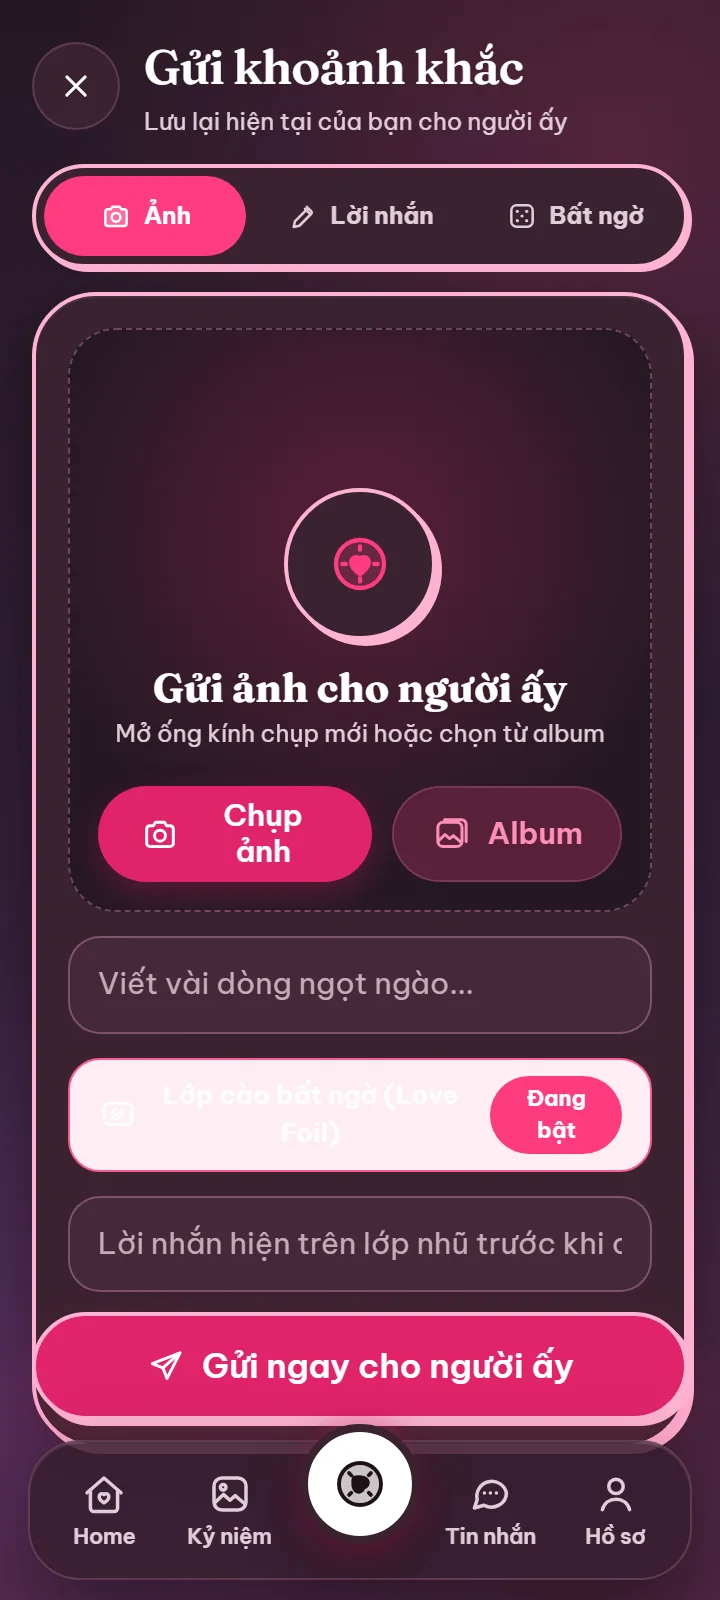 Gửi khoảnh khắc
Lưu lại hiện tại của bạn cho người ấy
Ảnh
Lời nhắn
Bất ngờ
Gửi ảnh cho người ấy
Mở ống kính chụp mới hoặc chọn từ album
Chụp
ảnh
Album
Viết vài dòng ngọt ngào...
Lớp cào bất ngờ (Love
Foil)
Đang
bật
Lời nhắn hiện trên lớp nhũ trước khi c
Gửi ngay cho người ấy
Home
Kỷ niệm
Tin nhắn
Hồ sơ